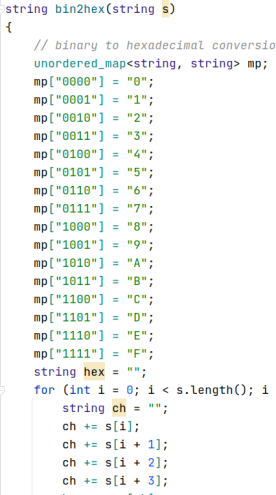 string bin2hex(string s)
{
    // binary to hexadecimal conversio
    unordered_map<string, string> mp;
    mp["0000"] = "0";
    mp["0001"] = "1";
    mp["0010"] = "2";
    mp["0011"] = "3";
    mp["0100"] = "4";
    mp["0101"] = "5";
    mp["0110"] = "6";
    mp["0111"] = "7";
    mp["1000"] = "8";
    mp["1001"] = "9";
    mp["1010"] = "A";
    mp["1011"] = "B";
    mp["1100"] = "C";
    mp["1101"] = "D";
    mp["1110"] = "E";
    mp["1111"] = "F";
    string hex = "";
    for (int i = 0; i < s.length(); i
        string ch = "";
        ch += s[i];
        ch += s[i + 1];
        ch += s[i + 2];
        ch += s[i + 3];